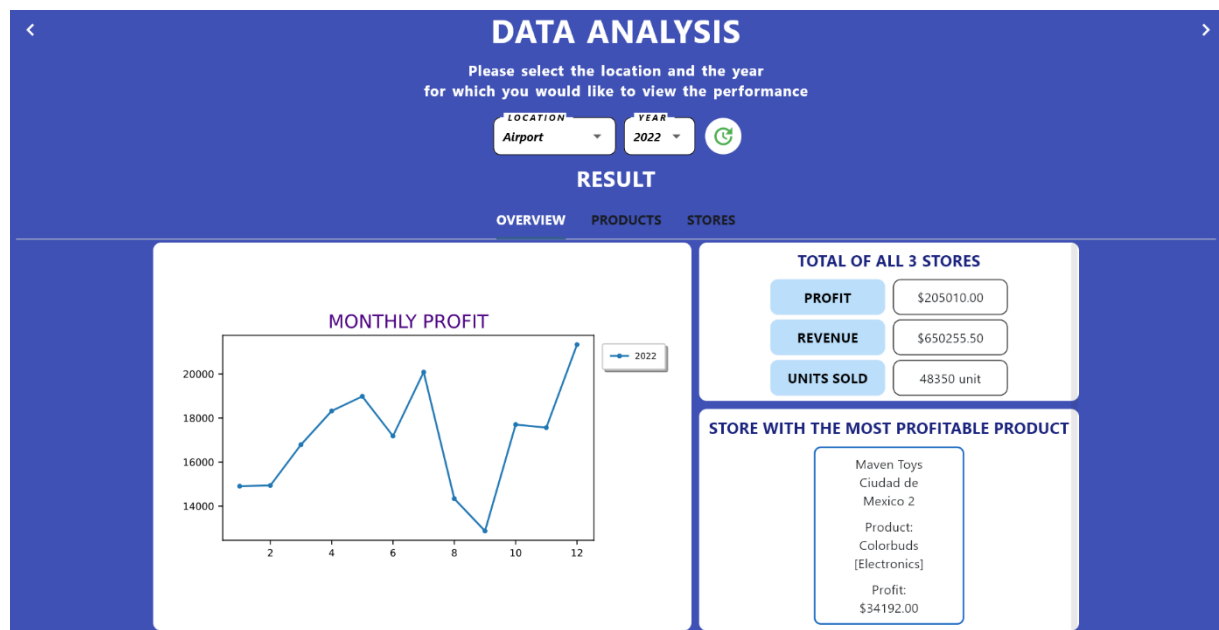 DATA ANALYSIS
Please select the location and the year
for which you would like to view the performance
LOCATION
Airport
YEAR
2022
RESULT
OVERVIEW PRODUCTS STORES
MONTHLY PROFIT
2022
20000
18000
16000
14000
2 4 6 8 10 12
TOTAL OF ALL 3 STORES
PROFIT $205010.00
REVENUE $650255.50
UNITS SOLD 48350 unit
STORE WITH THE MOST PROFITABLE PRODUCT
Maven Toys
Ciudad de
Mexico 2
Product:
Colorbuds
[Electronics]
Profit:
$34192.00